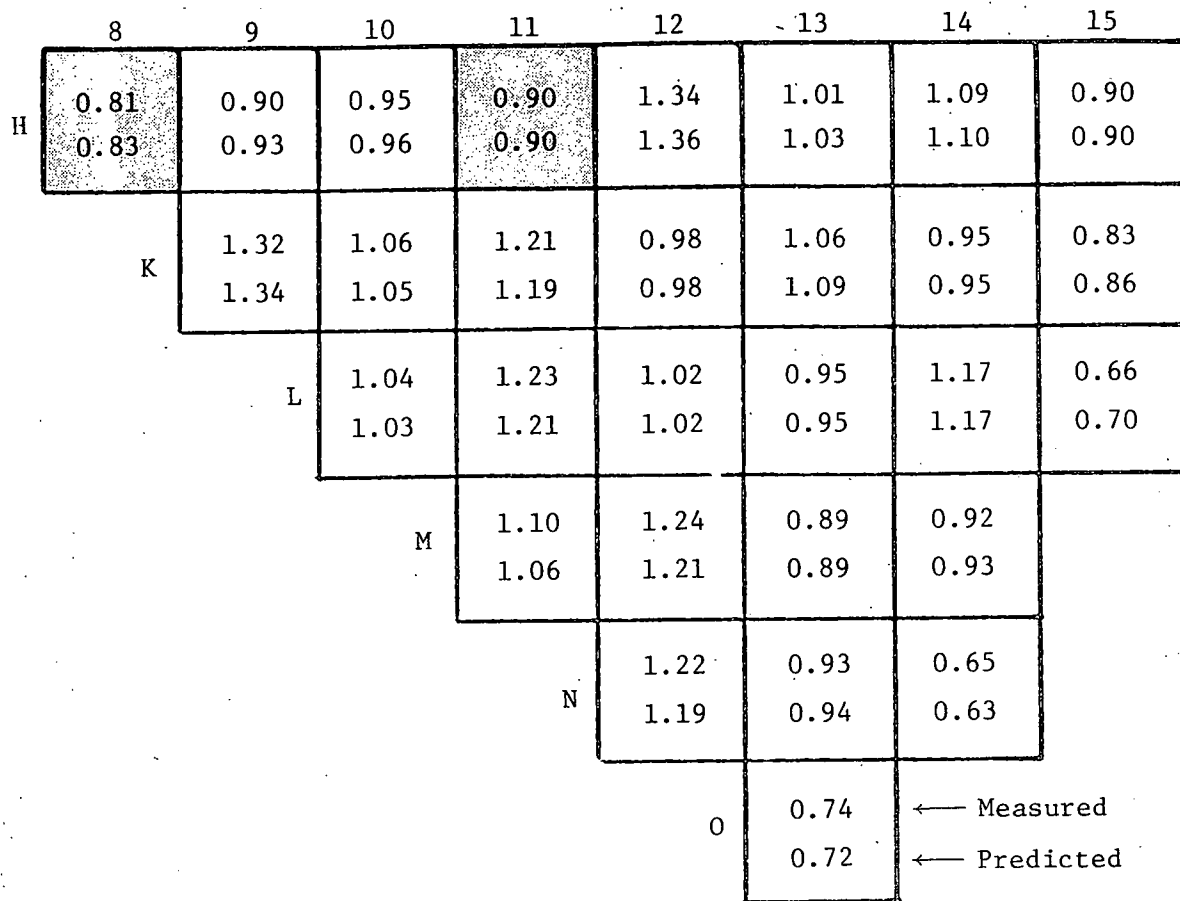 8 9 10 11 12 13 14 15
0.81 0.90 0.95 0.90 1.34 1.01 1.09 0.90
H
0.83 0.93 0.96 0.90 1.36 1.03 1.10 0.90
1.32 1.06 1.21 0.98 1.06 0.95 0.83
K
1.34 1.05 1.19 0.98 1.09 0.95 0.86
1.04 1.23 1.02 0.95 1.17 0.66
L
1.03 1.21 1.02 0.95 1.17 0.70
1.10 1.24 0.89 0.92
M
1.06 1.21 0.89 0.93
1.22 0.93 0.65
N
1.19 0.94 0.63
0.74 ← Measured
O
0.72 ← Predicted